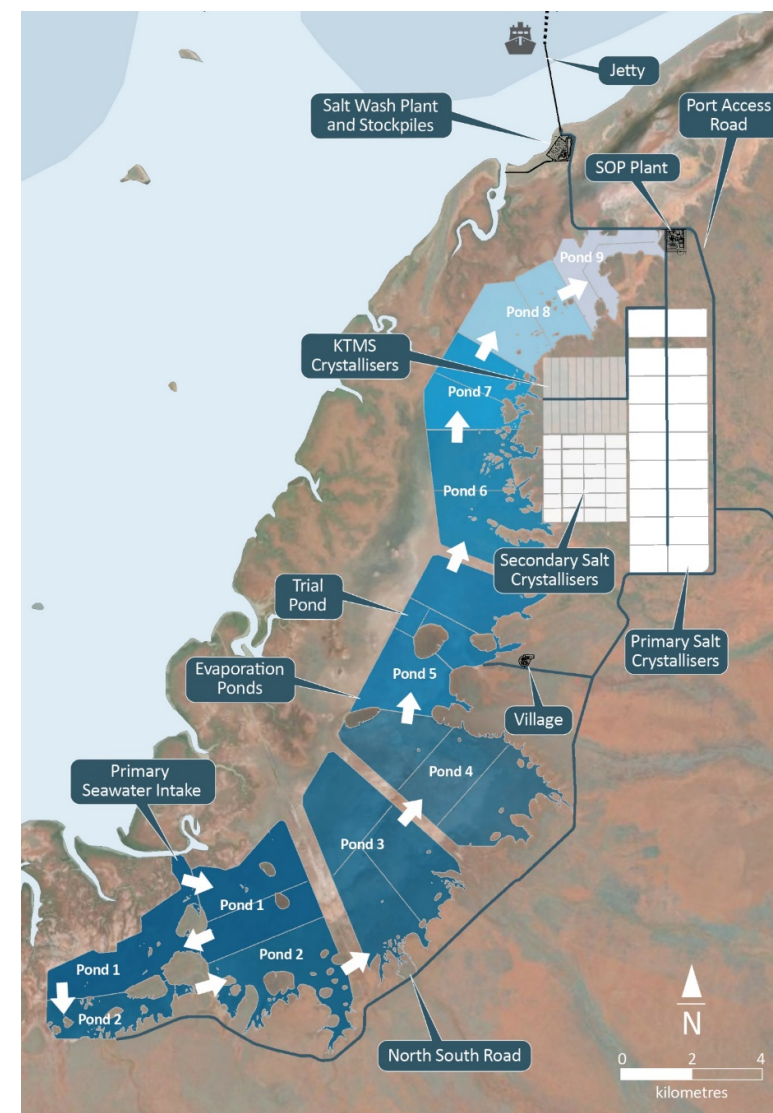 Jetty
Salt Wash Plant
and Stockpiles
Port Access
Road
SOP Plant
Pond 9
Pond 8
KTMS
Crystallisers
Pond 7
Pond 6
Secondary Salt
Crystallisers
Trial
Pond
Primary Salt
Crystallisers
Evaporation
Ponds
Pond 5
Village
Pond 4
Primary
Seawater Intake
Pond 3
Pond 1
Pond 2
Pond 1
Pond 2
North South Road
N
0 2 4
kilometres